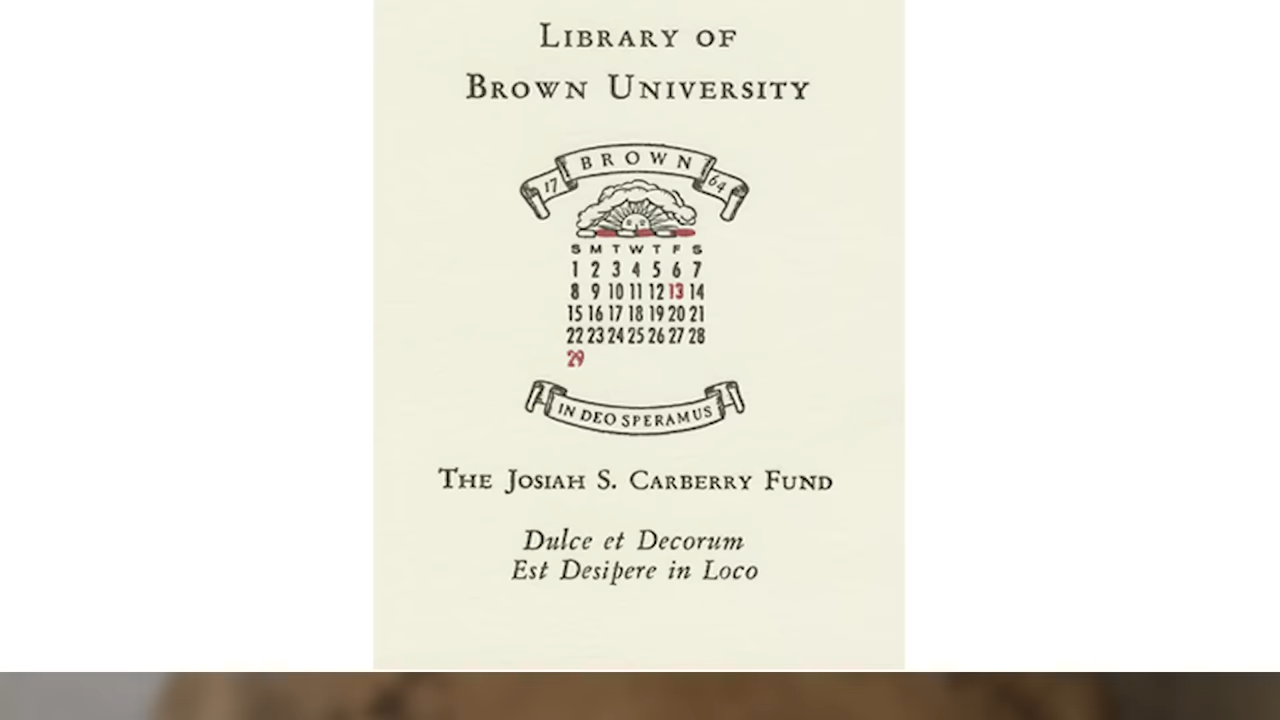 Library of
Brown University
BROWN
17 64
S M T W T F S
1 2 3 4 5 6 7
8 9 10 11 12 13 14
15 16 17 18 19 20 21
22 23 24 25 26 27 28
29
IN DEO SPERAMUS
The Josiah S. Carberry Fund
Dulce et Decorum
Est Desipere in Loco